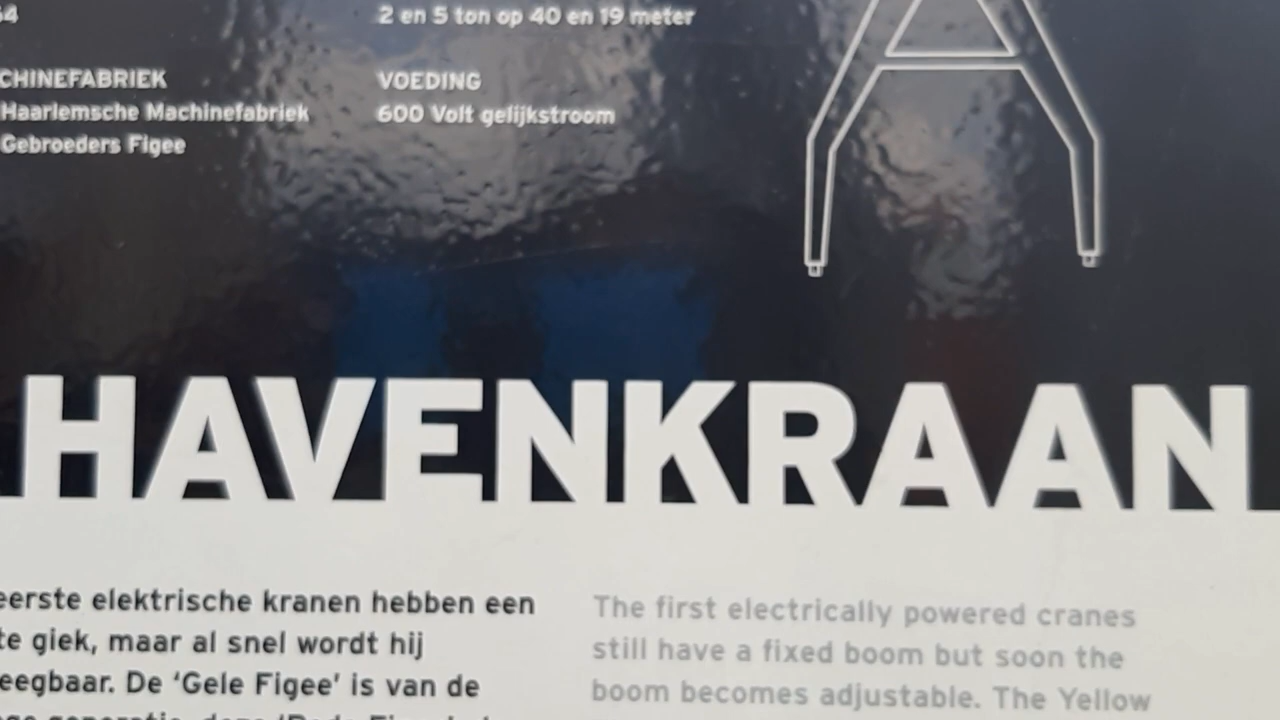 2 en 5 ton op 40 en 19 meter
CHINEFABRIEK
Haarlemsche Machinefabriek
Gebroeders Figee
VOEDING
600 Volt gelijkstroom
HAVENKRAAN
eerste elektrische kranen hebben een
te giek, maar al snel wordt hij
eegbaar. De ‘Gele Figee’ is van de
The first electrically powered cranes
still have a fixed boom but soon the
boom becomes adjustable. The Yellow